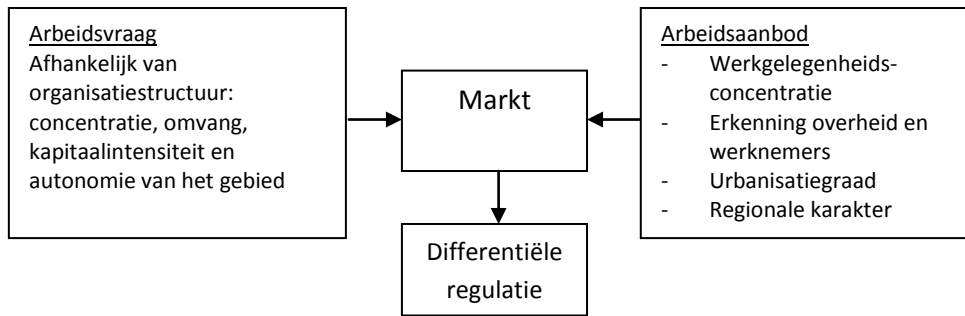 Arbeidsvraag
Afhankelijk van
organisatiestructuur:
concentratie, omvang,
kapitaalintensiteit en
autonomie van het gebied
Markt
Differentiële
regulatie
Arbeidsaanbod
- Werkgelegenheids-
concentratie
- Erkenning overheid en
werknemers
- Urbanisatiegraad
- Regionale karakter